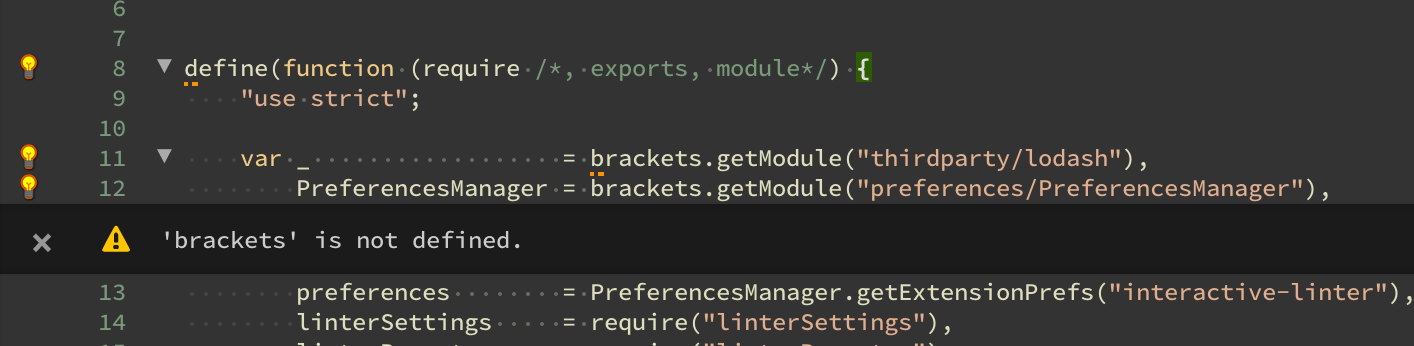 6
7
8 define(function (require /*, exports, module*/) {
9 "use strict";
10
11 var _ = brackets.getModule("thirdparty/lodash"),
12 PreferencesManager = brackets.getModule("preferences/PreferencesManager"),
'brackets' is not defined.
13 preferences = PreferencesManager.getExtensionPrefs("interactive-linter"),
14 linterSettings = require("linterSettings"),